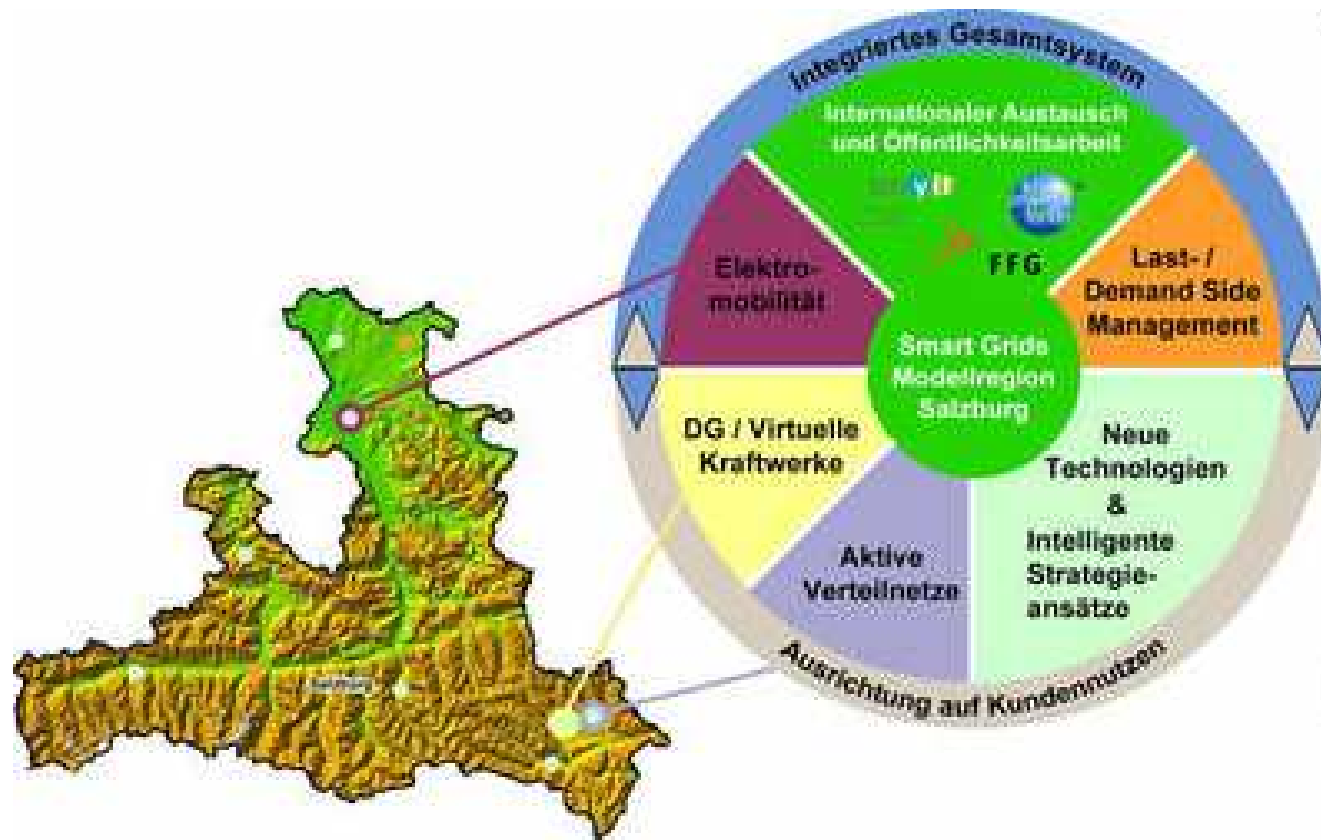 Integriertes Gesamtsystem
Internationaler Austausch
und Öffentlichkeitsarbeit
FFG
Elektro-
mobilität
Last- /
Demand Side
Management
Smart Grids
Modellregion
Salzburg
DG / Virtuelle
Kraftwerke
Neue
Technologien
&
Intelligente
Strategie-
ansätze
Aktive
Verteilnetze
Ausrichtung auf Kundennutzen